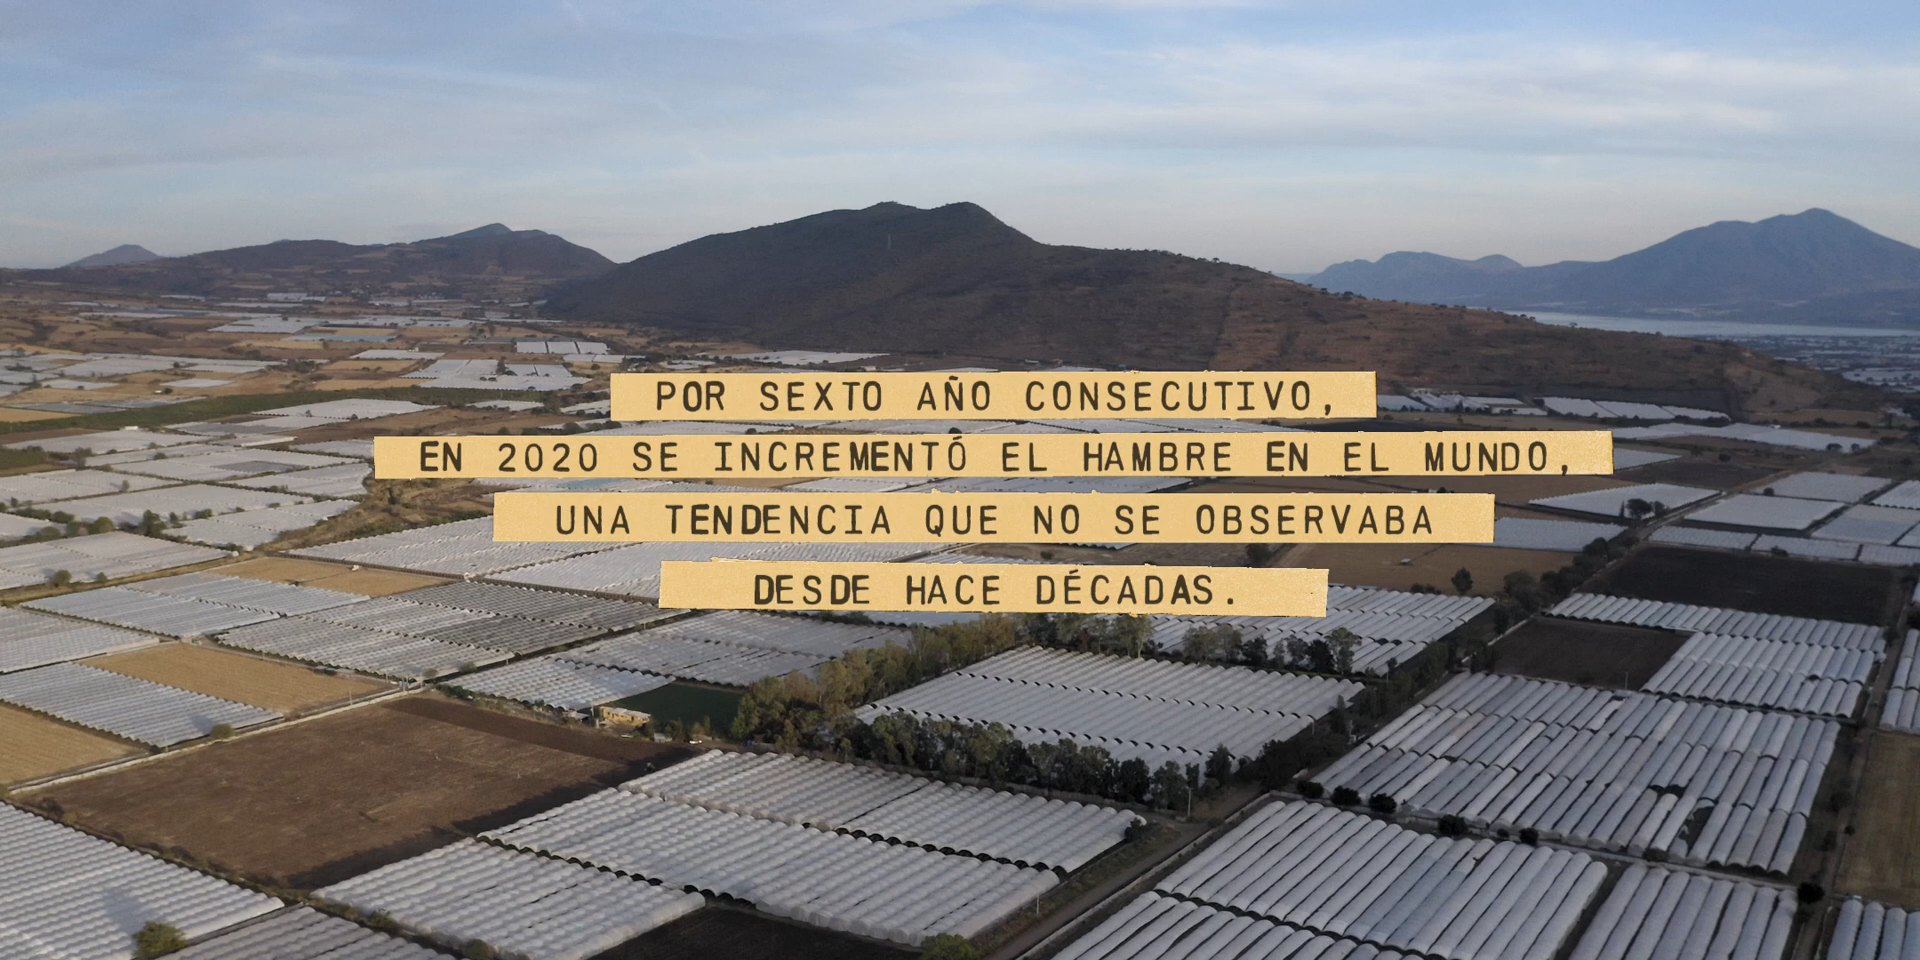 POR SEXTO AÑO CONSECUTIVO,
EN 2020 SE INCREMENTÓ EL HAMBRE EN EL MUNDO,
UNA TENDENCIA QUE NO SE OBSERVABA
DESDE HACE DÉCADAS.